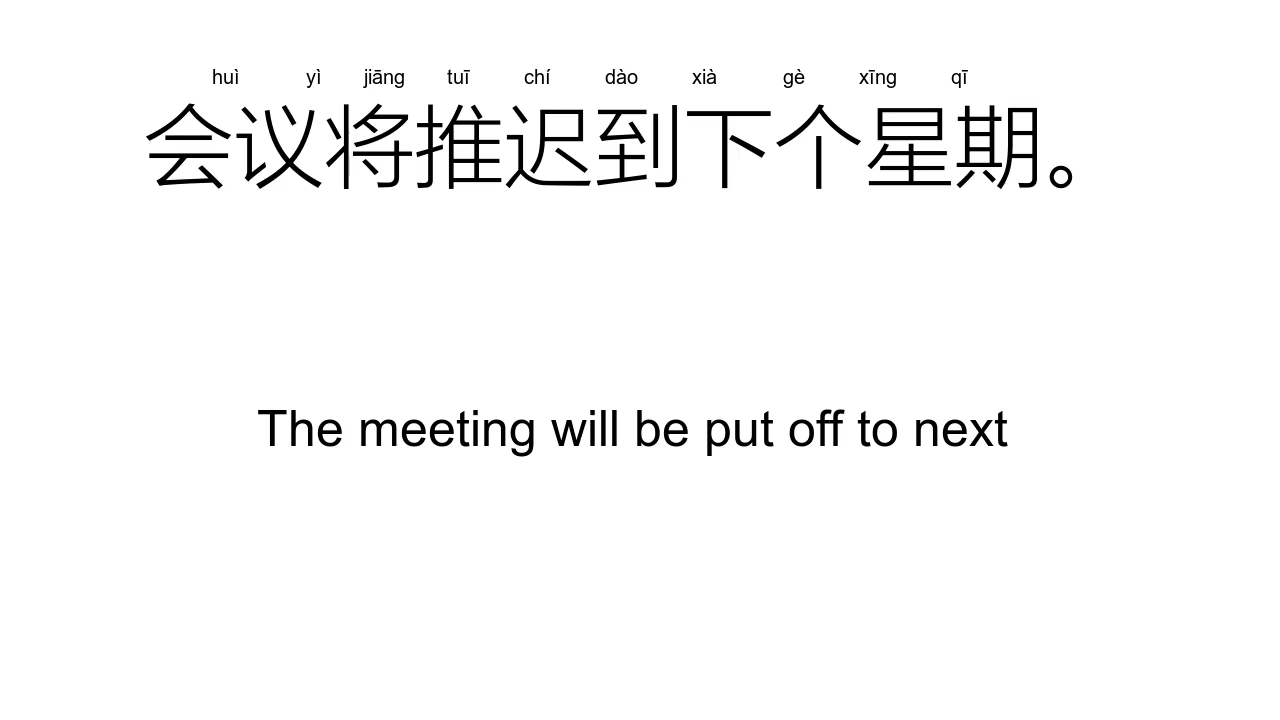 huì yì jiāng tuī chí dào xià gè xīng qī
会议将推迟到下个星期。
The meeting will be put off to next